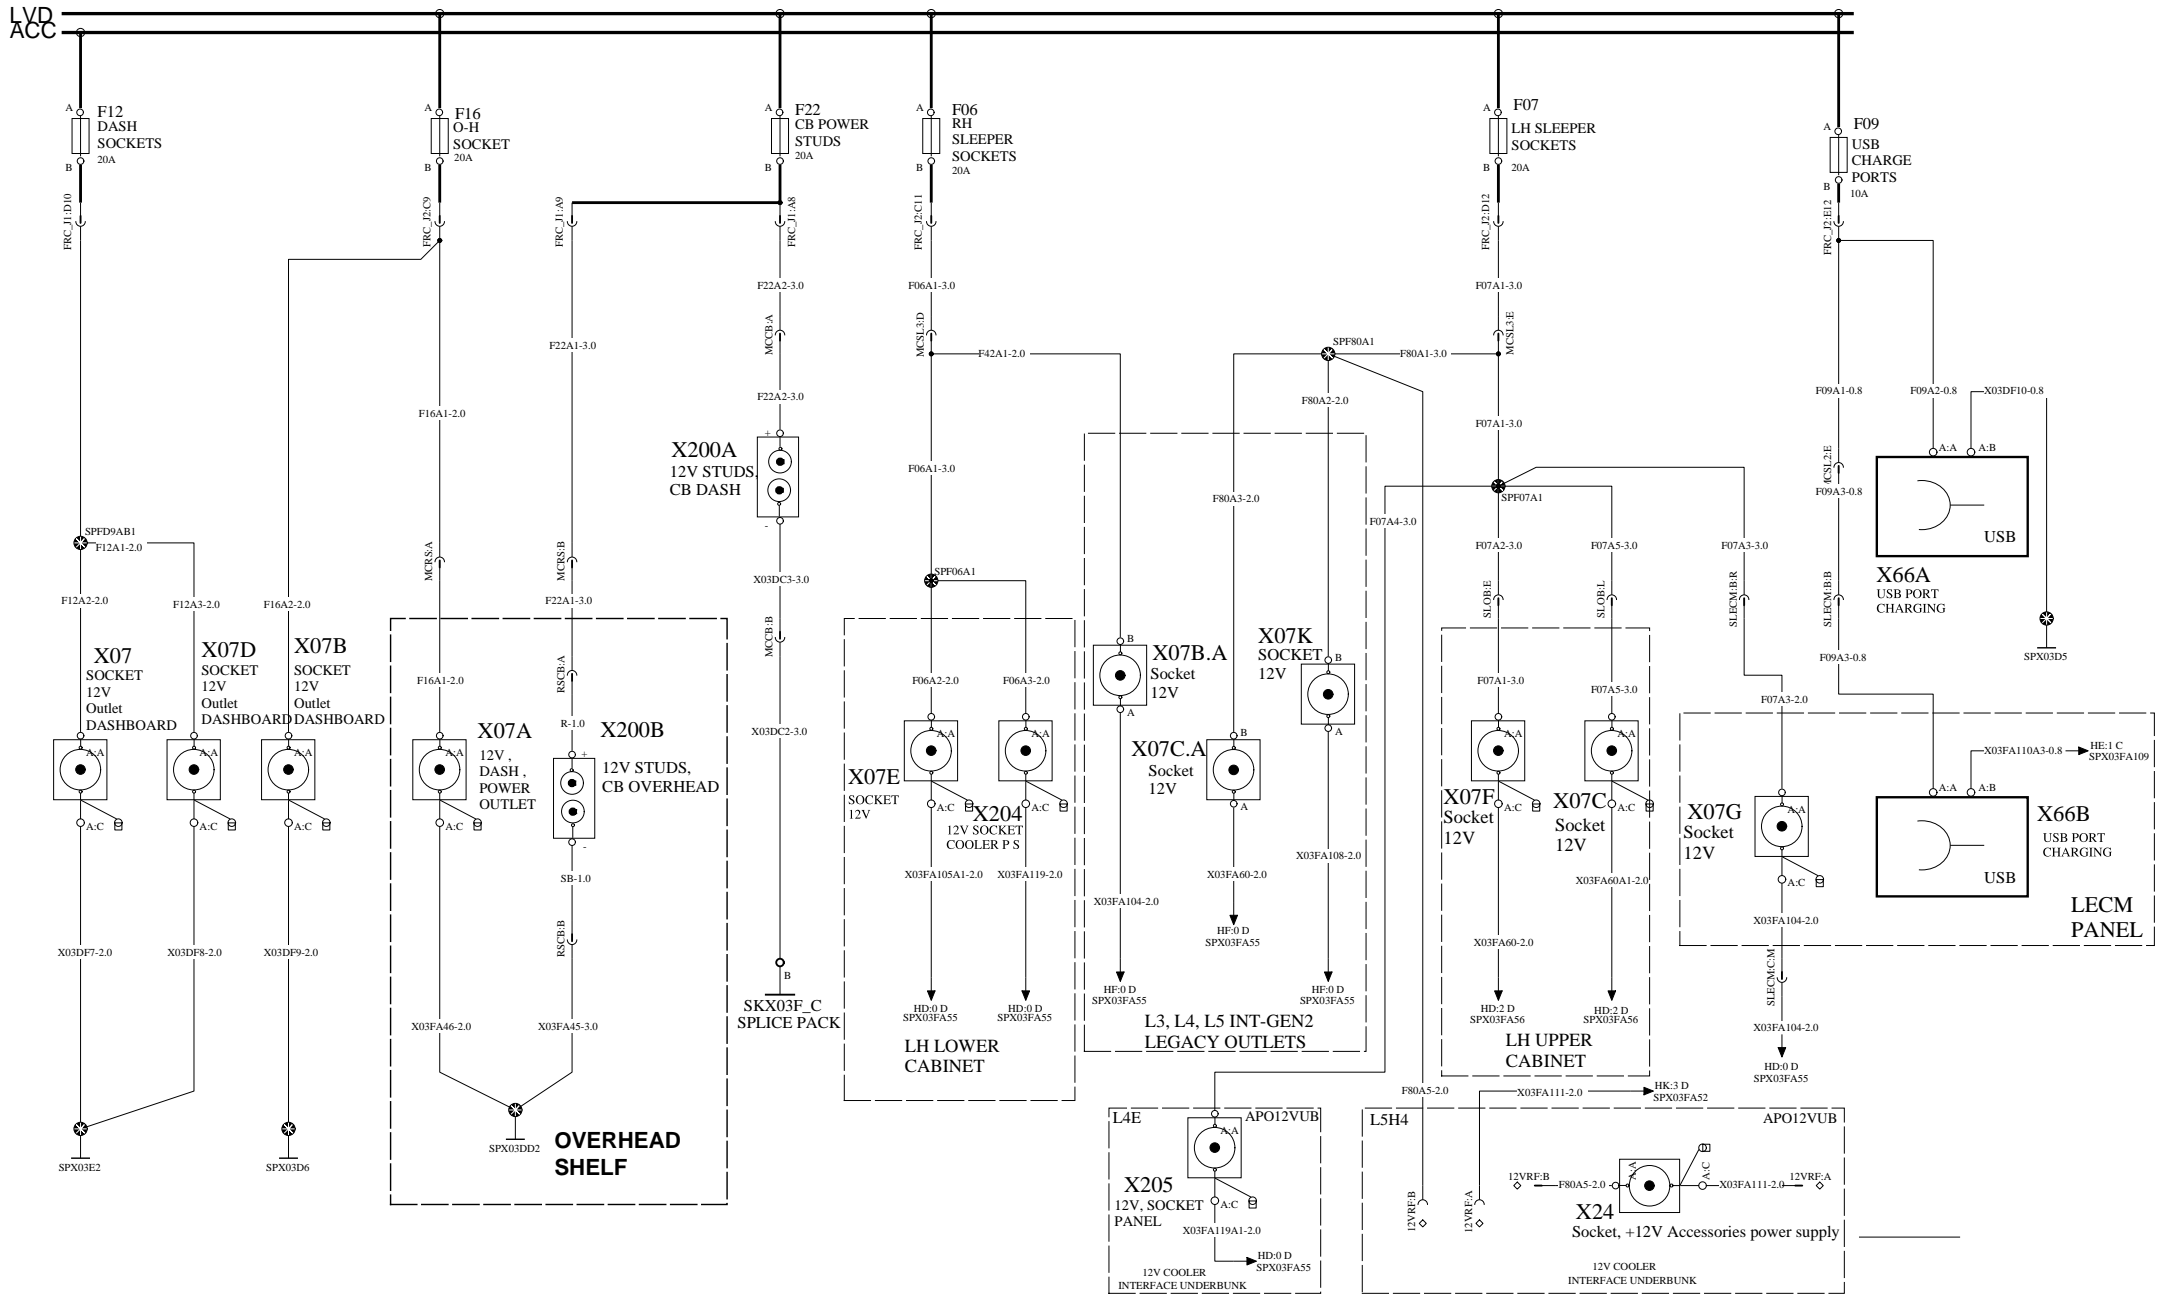 LVD
ACC
A
F12
DASH
SOCKETS
20A
B
FRC_J1:D10
A
F16
O-H
SOCKET
20A
B
FRC_J2:C9
A
F22
CB POWER
STUDS
20A
B
FRC_J1:A9
FRC_J1:A8
A
F06
RH
SLEEPER
SOCKETS
20A
B
FRC_J2:C11
A
F07
LH SLEEPER
SOCKETS
20A
B
FRC_J2:D12
A
F09
USB
CHARGE
PORTS
10A
B
FRC_J2:E12
F22A2-3.0
F06A1-3.0
F07A1-3.0
F22A1-3.0
MCCB:A
MCSL3:D
F42A1-2.0
SPF80A1
F80A1-3.0
MCSL3:E
F16A1-2.0
F22A2-3.0
F80A2-2.0
F07A1-3.0
F09A1-0.8
F09A2-0.8
X03DF10-0.8
X200A
12V STUDS,
CB DASH
+
-
F06A1-3.0
F80A3-2.0
F07A4-3.0
SPF07A1
MCSL2:E
F09A3-0.8
A:A
A:B
USB
X66A
USB PORT
CHARGING
SPX03D5
SPFD9AB1
F12A1-2.0
MCRS:A
MCRS:B
X03DC3-3.0
SPF06A1
F07A2-3.0
F07A5-3.0
F07A3-3.0
F12A2-2.0
F12A3-2.0
F16A2-2.0
F22A1-3.0
MCCB:B
SLOB:E
SLOB:L
SLECM:B:R
SLECM:B:B
F09A3-0.8
X07
SOCKET
12V
Outlet
DASHBOARD
A:A
A:C
X07D
SOCKET
12V
Outlet
DASHBOARD
A:A
A:C
X07B
SOCKET
12V
Outlet
DASHBOARD
A:A
A:C
F16A1-2.0
X07A
12V ,
DASH ,
POWER
OUTLET
A:A
A:C
RSCB:A
R-1.0
X200B
12V STUDS,
CB OVERHEAD
+
-
SB-1.0
RSCB:B
X03DC2-3.0
F06A2-2.0
F06A3-2.0
X07E
SOCKET
12V
A:A
A:C
X204
12V SOCKET
COOLER P S
A:A
A:C
B
X07B.A
Socket
12V
A
X07C.A
Socket
12V
B
A
X07K
SOCKET
12V
B
A
F07A1-3.0
F07A5-3.0
X07F
Socket
12V
A:A
A:C
X07C
Socket
12V
A:A
A:C
F07A3-2.0
X07G
Socket
12V
A:A
A:C
X03FA110A3-0.8
HE:1 C
SPX03FA109
A:A
A:B
X66B
USB PORT
CHARGING
USB
LECM
PANEL
X03FA105A1-2.0
X03FA119-2.0
X03FA104-2.0
X03FA60-2.0
X03FA108-2.0
X03FA60A1-2.0
X03FA104-2.0
HF:0 D
SPX03FA55
X03DF7-2.0
X03DF8-2.0
X03DF9-2.0
X03FA60-2.0
SLECM:C:M
B
SKX03F_C
SPLICE PACK
HF:0 D
SPX03FA55
HF:0 D
SPX03FA55
HD:0 D
SPX03FA55
HD:0 D
SPX03FA55
HD:2 D
SPX03FA56
HD:2 D
SPX03FA56
X03FA46-2.0
X03FA45-3.0
LH LOWER
CABINET
L3, L4, L5 INT-GEN2
LEGACY OUTLETS
LH UPPER
CABINET
X03FA104-2.0
HD:0 D
SPX03FA55
SPX03E2
SPX03D6
SPX03DD2
OVERHEAD
SHELF
F80A5-2.0
X03FA111-2.0
HK:3 D
SPX03FA52
L4E
APO12VUB
A:A
X205
12V, SOCKET
PANEL
A:C
X03FA119A1-2.0
HD:0 D
SPX03FA55
12V COOLER
INTERFACE UNDERBUNK
L5H4
APO12VUB
12VRF:B
12VRF:A
12VRF:B
F80A5-2.0
A:A
A:C
X03FA111-2.0
12VRF:A
X24
Socket, +12V Accessories power supply
12V COOLER
INTERFACE UNDERBUNK